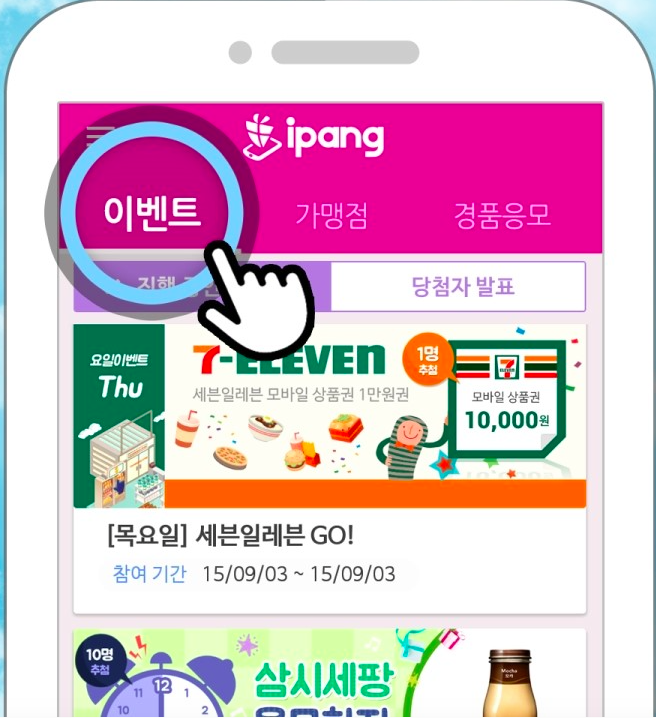 ipang
이벤트
가맹점
경품응모
당첨자 발표
요일이벤트
Thu
7-ELEVEn
세븐일레븐 모바일 상품권 1만원권
1명
추첨
7
ELEVEn
모바일 상품권
10,000원
[목요일] 세븐일레븐 GO!
참여 기간 15/09/03 ~ 15/09/03
10명
추첨
11 12 1
10 2
삼시세팡
Mocha